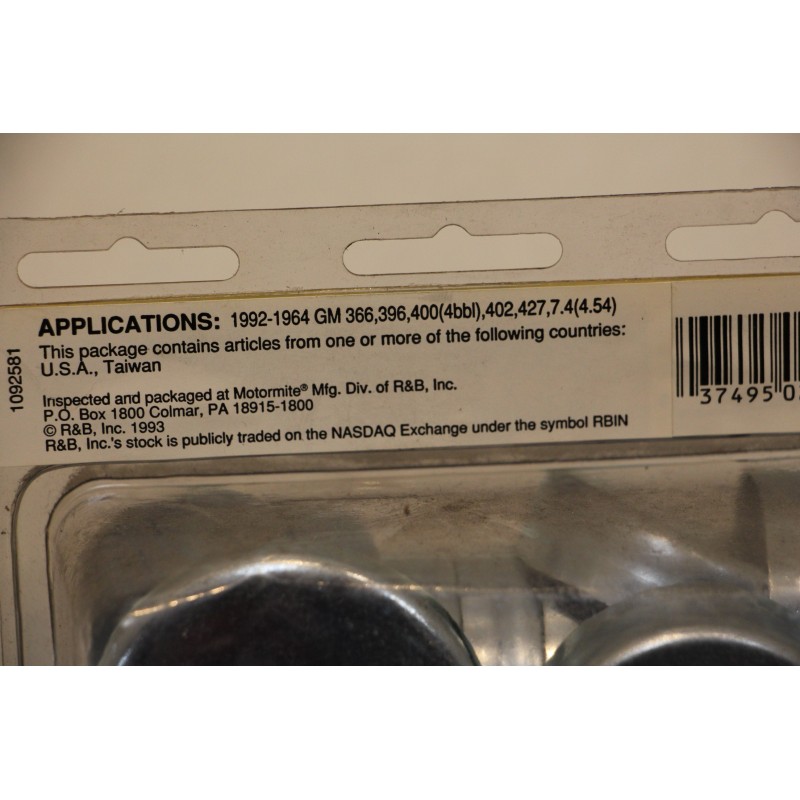 APPLICATIONS: 1992-1964 GM 366,396,400(4bbl),402,427,7.4(4.54)
This package contains articles from one or more of the following countries:
U.S.A., Taiwan
Inspected and packaged at Motormite® Mfg. Div. of R&B, Inc.
P.O. Box 1800 Colmar, PA 18915-1800
© R&B, Inc. 1993
R&B, Inc.'s stock is publicly traded on the NASDAQ Exchange under the symbol RBIN
1092581
37495 0